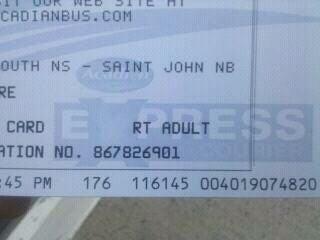 SIT OUR WEB SITE AT
CADIANBUS.COM
OUTH NS - SAINT JOHN NB
Acadian
RE
EXPRESS
CARD RT ADULT
COURIER
ATION NO. 867826901
:45 PM 176 116145 004019074820